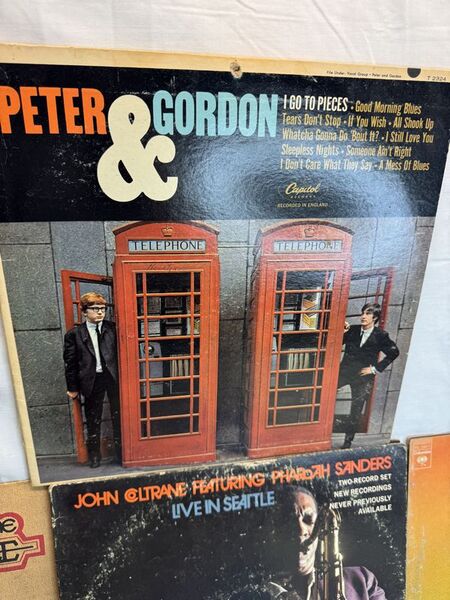 File Under: Vocal Group • Peter and Gordon
T 2324
PETER & GORDON
I GO TO PIECES • Good Morning Blues
Tears Don't Stop • If You Wish • All Shook Up
Whatcha Gonna Do 'Bout It? • I Still Love You
Sleepless Nights • Someone Ain't Right
I Don't Care What They Say • A Mess Of Blues
Capitol
RECORDS
RECORDED IN ENGLAND
TELEPHONE
TELEPHONE
JOHN COLTRANE FEATURING PHAROAH SANDERS
LIVE IN SEATTLE
TWO-RECORD SET
NEW RECORDINGS
NEVER PREVIOUSLY
AVAILABLE